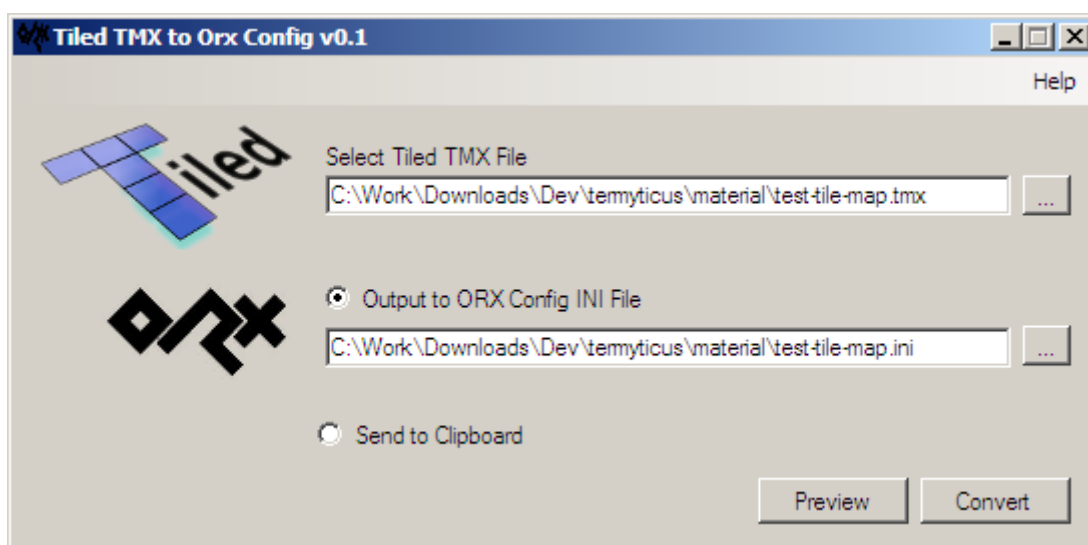 Tiled TMX to Orx Config v0.1
Help
Tiled
Select Tiled TMX File
C:\Work\Downloads\Dev\termyticus\material\test-tile-map.tmx
...
orx
Output to ORX Config INI File
C:\Work\Downloads\Dev\termyticus\material\test-tile-map.ini
...
Send to Clipboard
Preview Convert